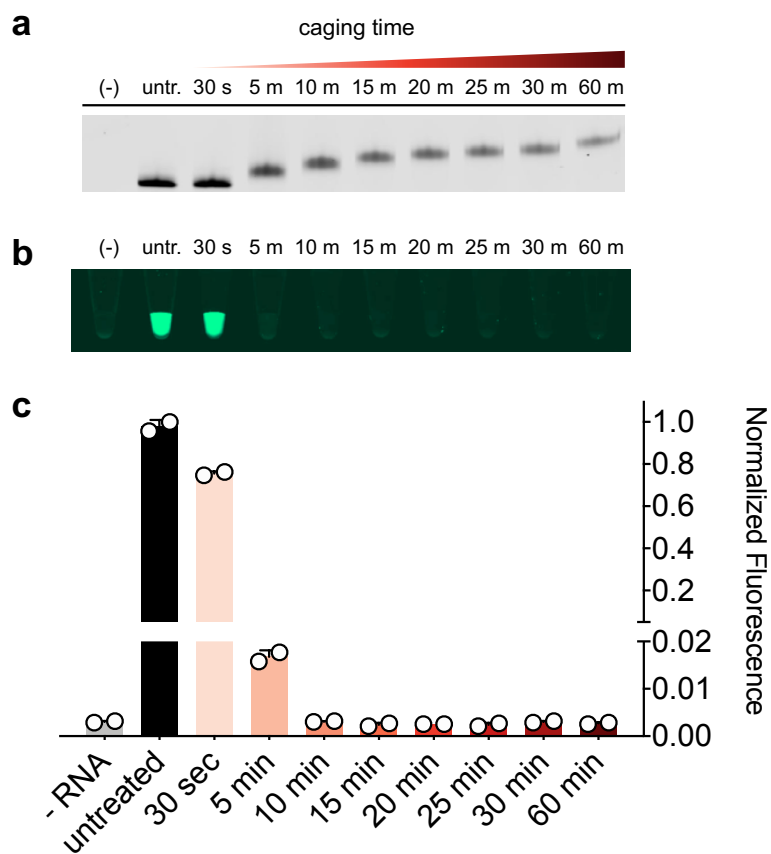 a
caging time
(-) untr. 30 s 5 m 10 m 15 m 20 m 25 m 30 m 60 m
b
(-) untr. 30 s 5 m 10 m 15 m 20 m 25 m 30 m 60 m
c
1.0
0.8
0.6
0.4
0.2
0.02
0.01
0.00
Normalized Fluorescence
- RNA
untreated
30 sec
5 min
10 min
15 min
20 min
25 min
30 min
60 min